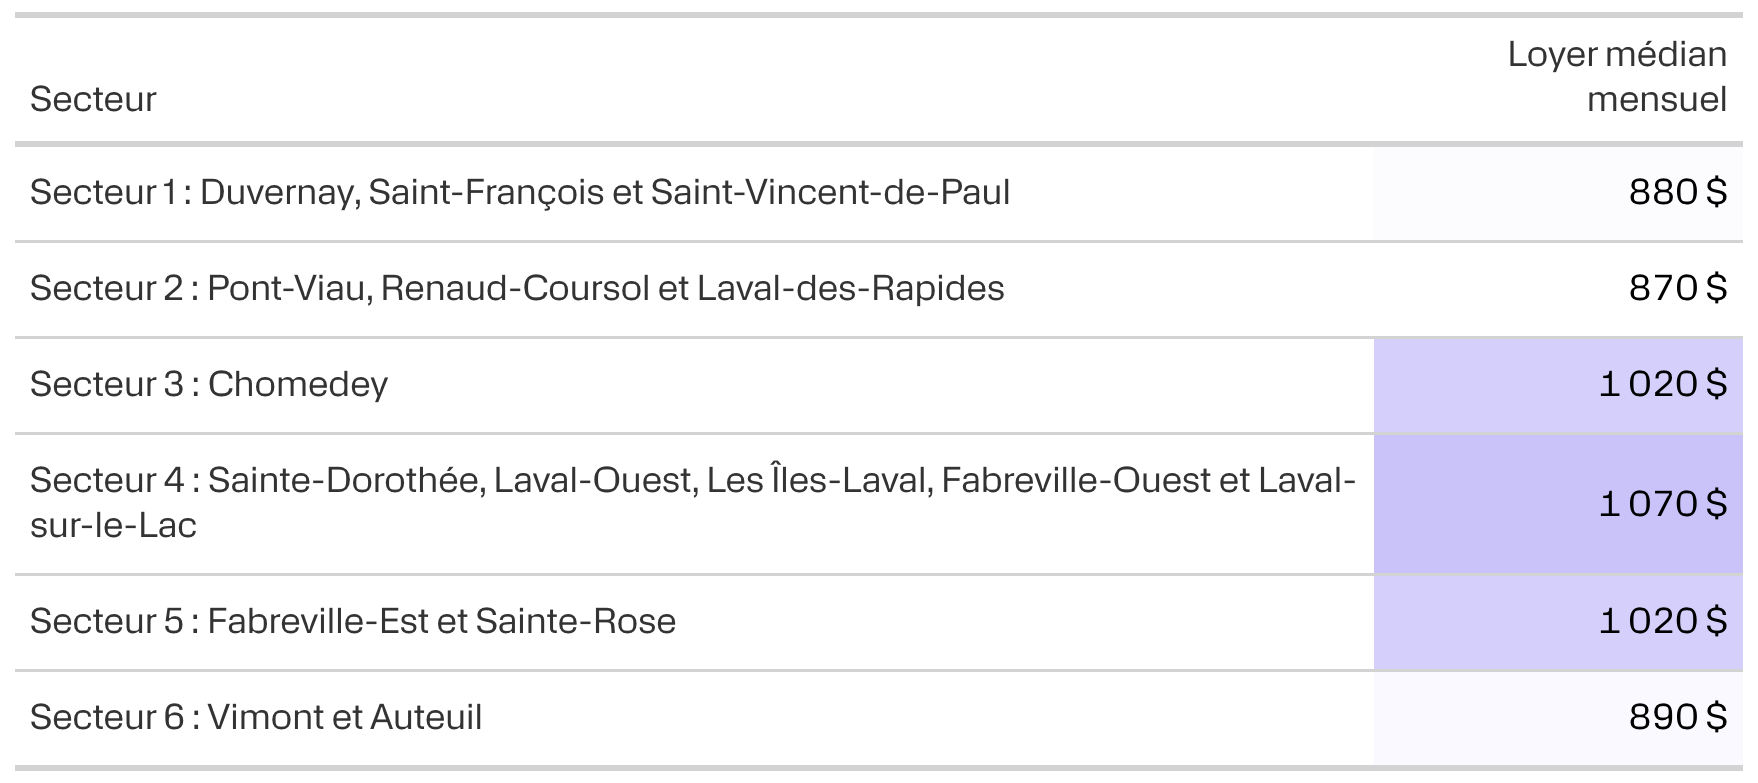 Secteur
Loyer médian
mensuel
Secteur 1 : Duvernay, Saint-François et Saint-Vincent-de-Paul
880 $
Secteur 2 : Pont-Viau, Renaud-Coursol et Laval-des-Rapides
870 $
Secteur 3 : Chomedey
1 020 $
Secteur 4 : Sainte-Dorothée, Laval-Ouest, Les Îles-Laval, Fabreville-Ouest et Laval-
sur-le-Lac
1 070 $
Secteur 5 : Fabreville-Est et Sainte-Rose
1 020 $
Secteur 6 : Vimont et Auteuil
890 $